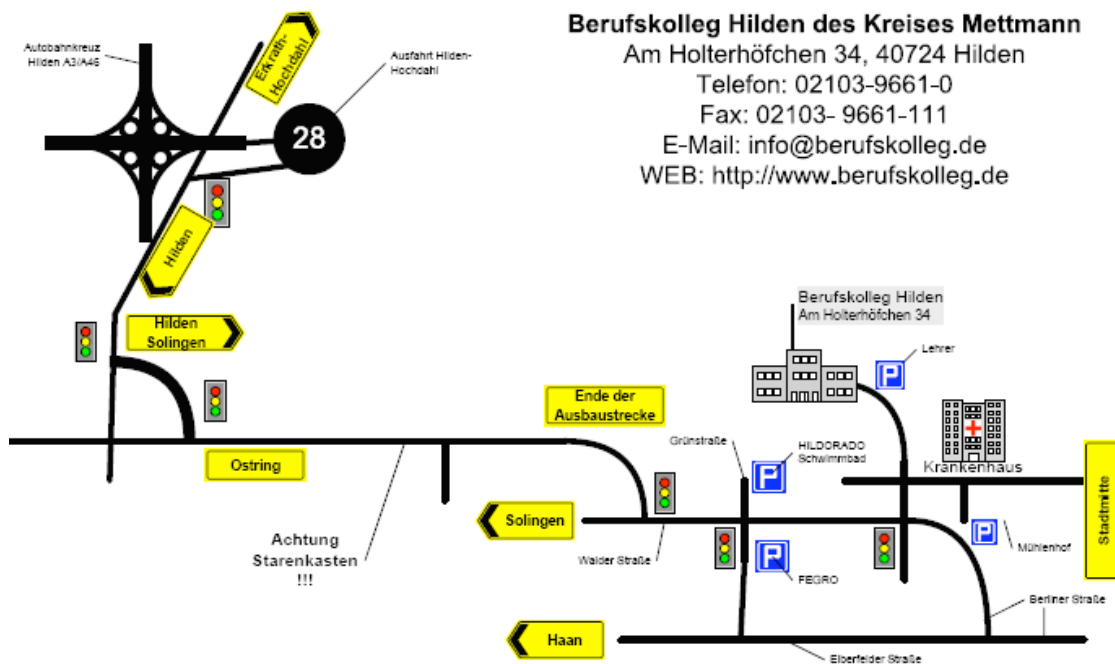 Berufskolleg Hilden des Kreises Mettmann
Am Holterhöfchen 34, 40724 Hilden
Telefon: 02103-9661-0
Fax: 02103- 9661-111
E-Mail: info@berufskolleg.de
WEB: http://www.berufskolleg.de
Autobahnkreuz
Hilden A3/A46
Erkrath-
Hochdahl
Ausfahrt Hilden-
Hochdahl
28
Hilden
Hilden
Solingen
Berufskolleg Hilden
Am Holterhöfchen 34
Lehrer
P
Ende der
Ausbaustrecke
Grünstraße
HILDORADO
Schwimmbad
P
Krankenhaus
Ostring
Stadtmitte
Solingen
Achtung
Starenkasten
!!!
Walder Straße
P
FEGRO
P
Mühlenhof
Berliner Straße
Haan
Elberfelder Straße